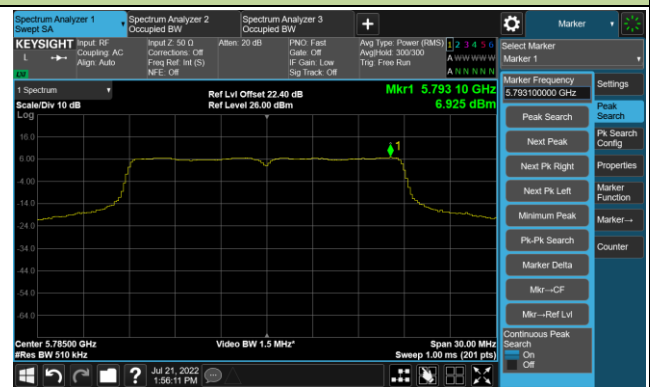 Spectrum Analyzer 1
Swept SA
Spectrum Analyzer 2
Occupied BW
Spectrum Analyzer 3
Occupied BW
+
Marker
KEYSIGHT
L
Input: RF
Coupling: AC
Align: Auto
Input Z: 50 Ω
Corrections: Off
Freq Ref: Int (S)
NFE: Off
Atten: 20 dB
PNO: Fast
Gate: Off
IF Gain: Low
Sig Track: Off
Avg Type: Power (RMS)
Avg|Hold: 300/300
Trig: Free Run
1 2 3 4 5 6
A W W W W W
A N N N N N
Select Marker
Marker 1
1 Spectrum
Scale/Div 10 dB
Log
Ref Lvl Offset 22.40 dB
Ref Level 26.00 dBm
Mkr1 5.793 10 GHz
6.925 dBm
16.0
6.00
-4.00
-14.0
-24.0
-34.0
-44.0
-54.0
-64.0
1
Center 5.78500 GHz
#Res BW 510 kHz
Video BW 1.5 MHz*
Span 30.00 MHz
Sweep 1.00 ms (201 pts)
Marker Frequency
5.793100000 GHz
Peak Search
Next Peak
Next Pk Right
Next Pk Left
Minimum Peak
Pk-Pk Search
Marker Delta
Mkr→CF
Mkr→Ref Lvl
Continuous Peak
Search
On
Off
Settings
Peak
Search
Pk Search
Config
Properties
Marker
Function
Marker→
Counter
?
Jul 21, 2022
1:56:11 PM